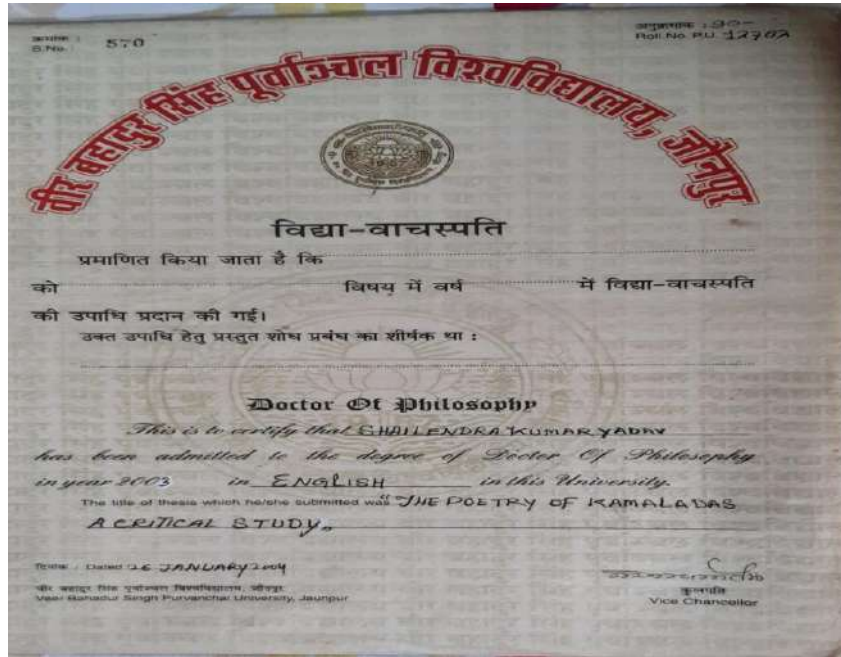 क्रमांक :
S.No. : 570
अनुक्रमांक :
Roll No. P.U. 12702
वीर बहादुर सिंह पूर्वाञ्चल विश्वविद्यालय, जौनपुर
विद्या-वाचस्पति
प्रमाणित किया जाता है कि
को विषय में वर्ष में विद्या-वाचस्पति
की उपाधि प्रदान की गई।
उक्त उपाधि हेतु प्रस्तुत शोध प्रबंध का शीर्षक था :
Doctor Of Philosophy
This is to certify that SHAILENDRA KUMAR YADAV
has been admitted to the degree of Doctor Of Philosophy
in year 2003 in ENGLISH in this University.
The title of thesis which he/she submitted was "THE POETRY OF KAMALADAS
A CRITICAL STUDY"
दिनांक / Dated 26 JANUARY 2004
वीर बहादुर सिंह पूर्वाञ्चल विश्वविद्यालय, जौनपुर
Veer Bahadur Singh Purvanchal University, Jaunpur
कुलपति
Vice Chancellor